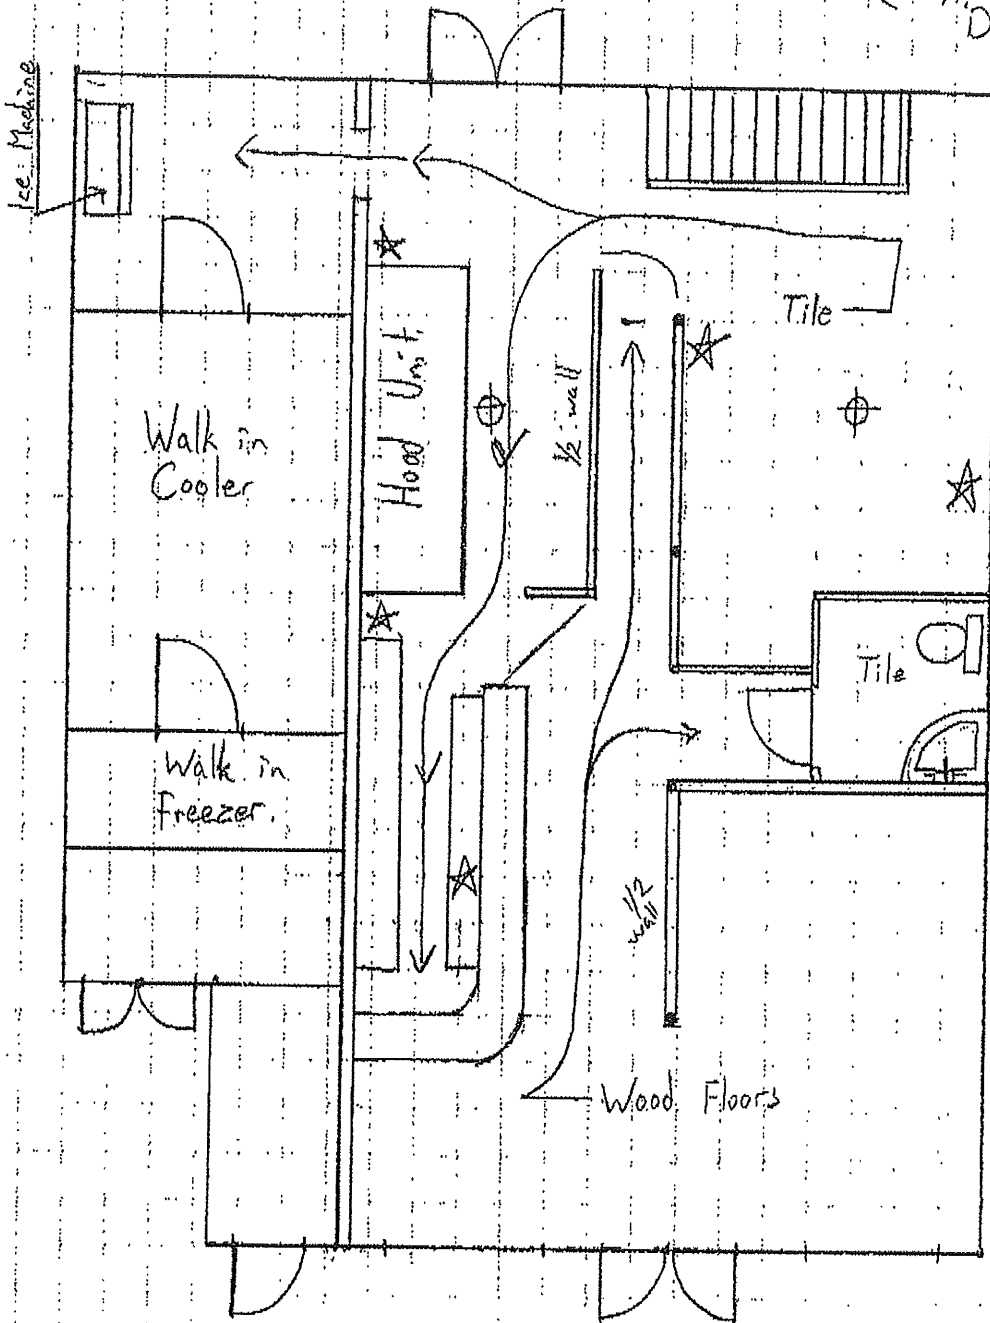 D
Ice Machine
Tile
Hood Unit
1/2 wall
Walk in
Cooler
Tile
Walk in
freezer.
1/2
wall
Wood Floors